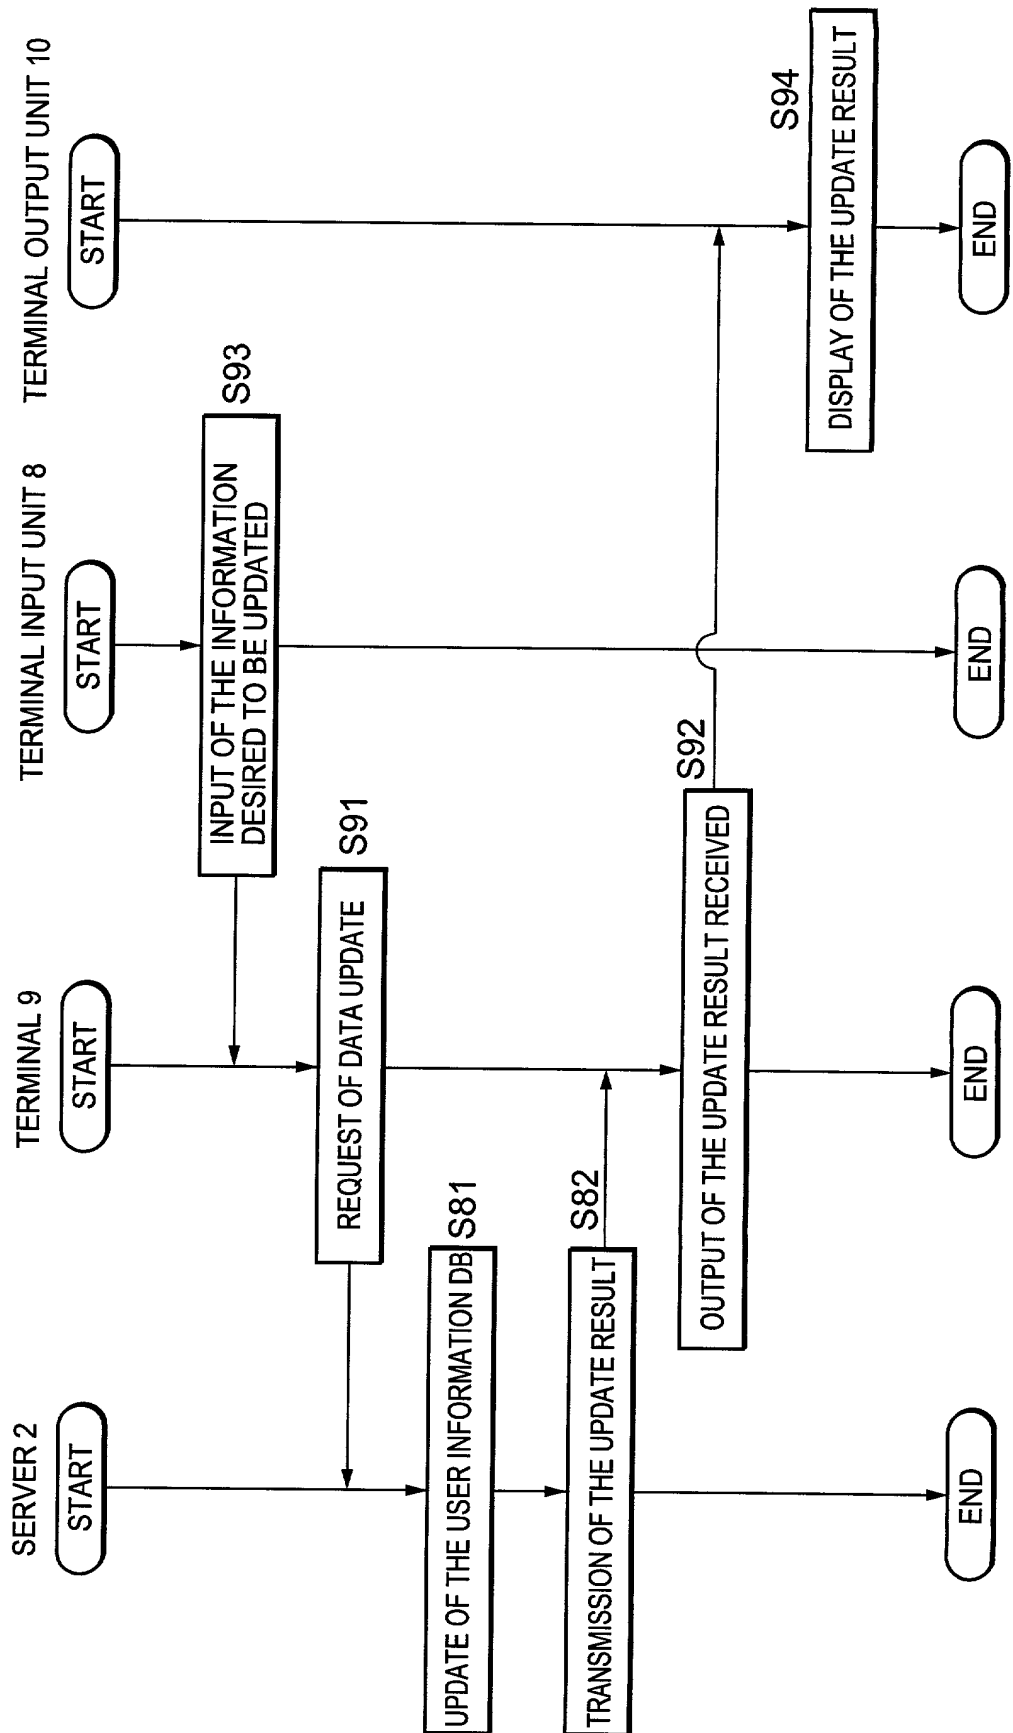 SERVER 2
START
UPDATE OF THE USER INFORMATION DB
S81
TRANSMISSION OF THE UPDATE RESULT
S82
END
TERMINAL 9
START
REQUEST OF DATA UPDATE
S91
OUTPUT OF THE UPDATE RESULT RECEIVED
S92
END
TERMINAL INPUT UNIT 8
START
INPUT OF THE INFORMATION
DESIRED TO BE UPDATED
S93
END
TERMINAL OUTPUT UNIT 10
START
DISPLAY OF THE UPDATE RESULT
S94
END